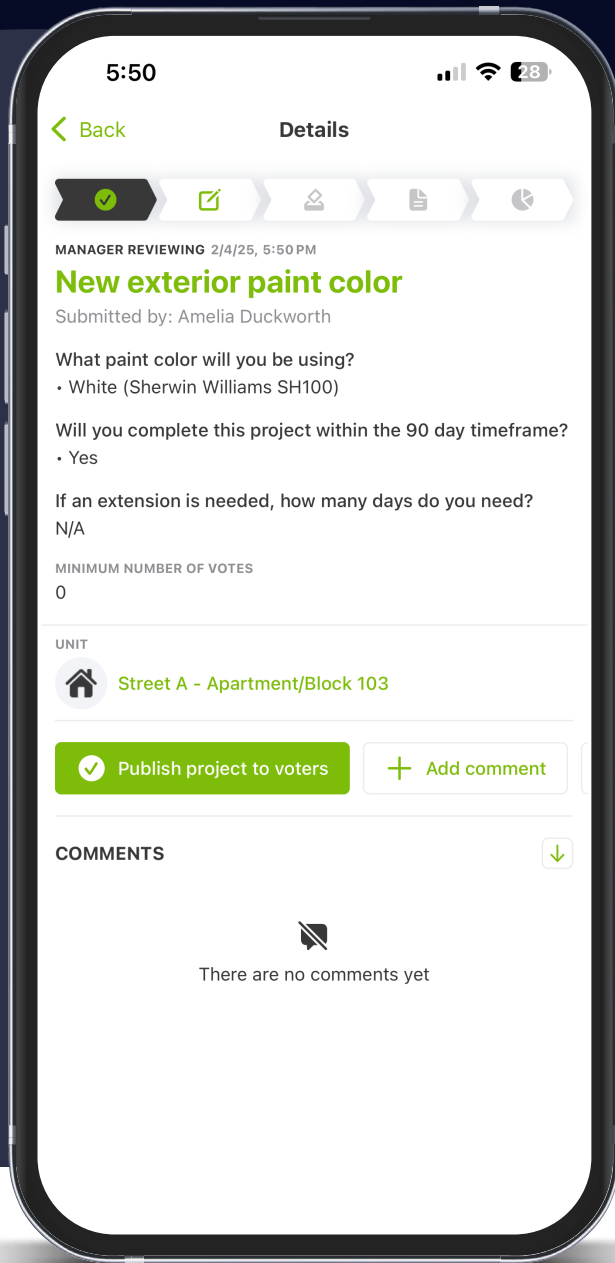 5:50
28
Back
Details
MANAGER REVIEWING 2/4/25, 5:50 PM
New exterior paint color
Submitted by: Amelia Duckworth
What paint color will you be using?
• White (Sherwin Williams SH100)
Will you complete this project within the 90 day timeframe?
• Yes
If an extension is needed, how many days do you need?
N/A
MINIMUM NUMBER OF VOTES
0
UNIT
Street A - Apartment/Block 103
Publish project to voters
Add comment
COMMENTS
There are no comments yet